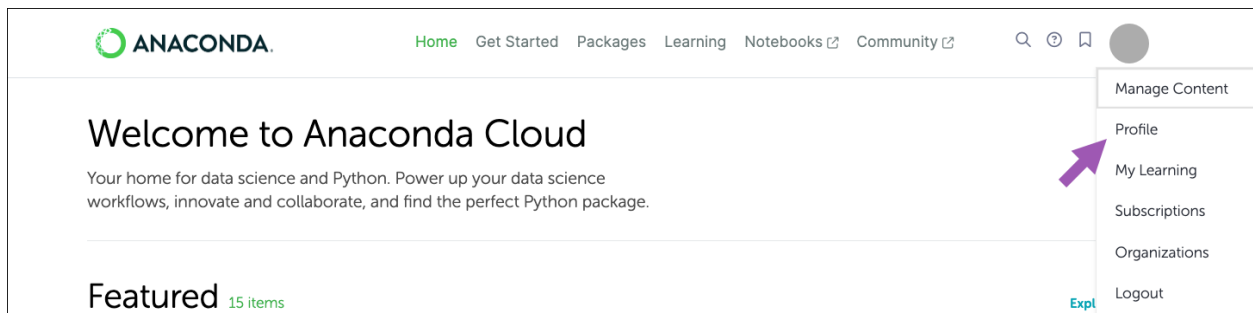 ANACONDA.
Home Get Started Packages Learning Notebooks Community
Manage Content
Profile
My Learning
Subscriptions
Organizations
Logout
Welcome to Anaconda Cloud
Your home for data science and Python. Power up your data science
workflows, innovate and collaborate, and find the perfect Python package.
Featured 15 items
Expl